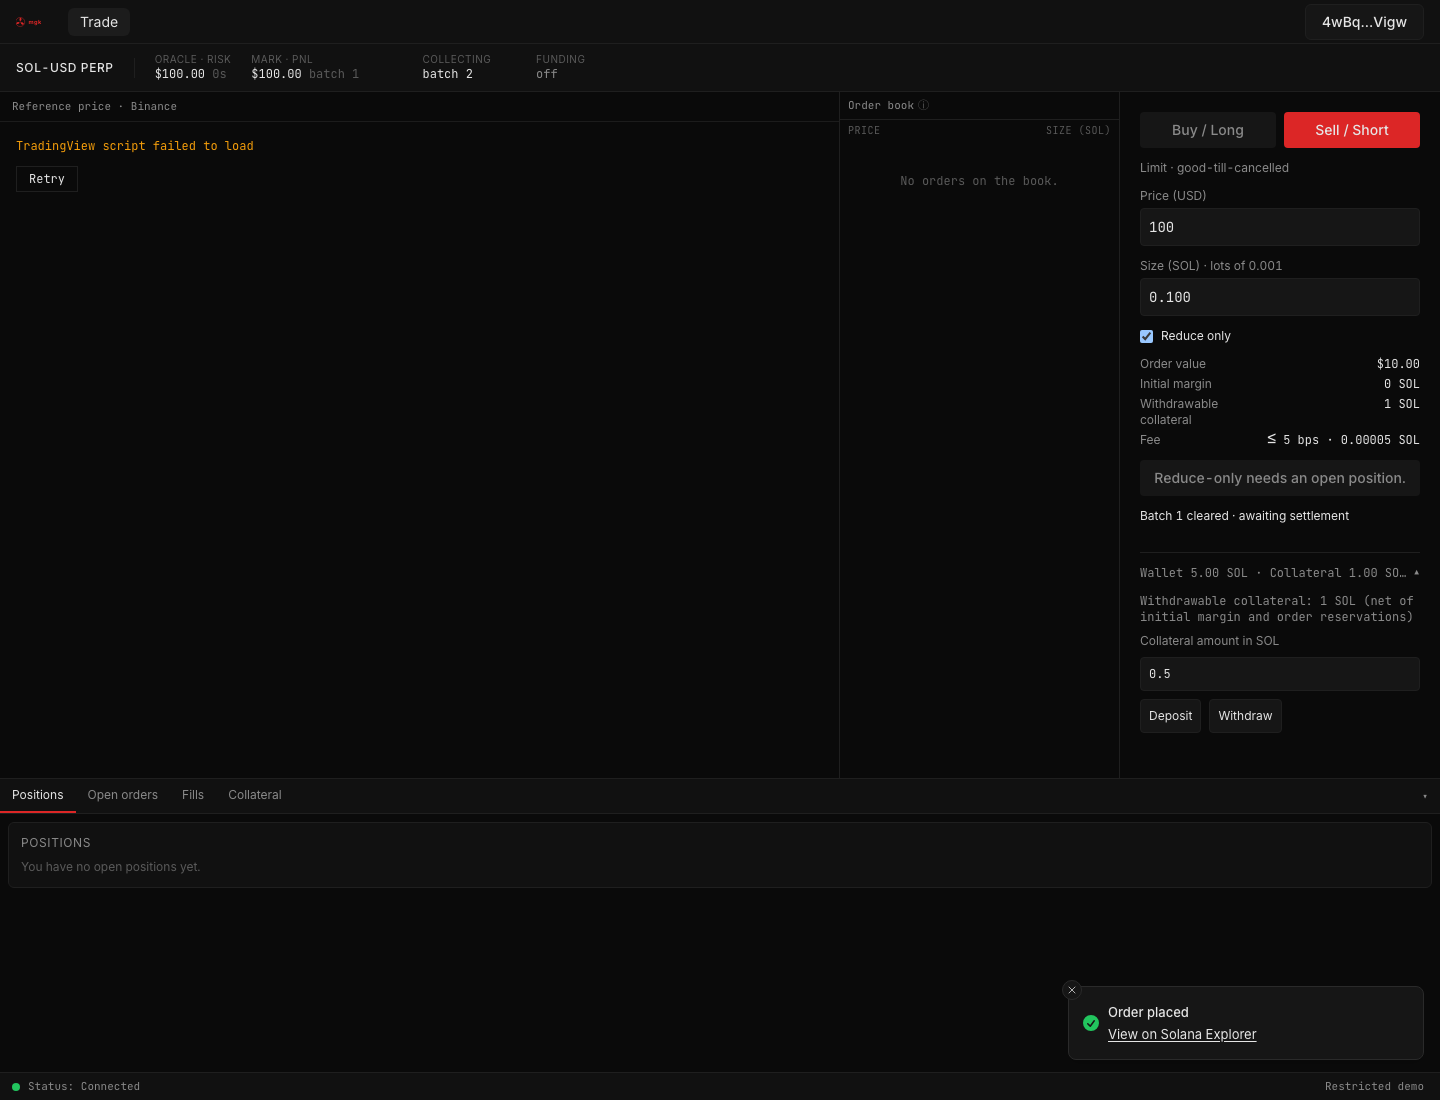 mgk
Trade
4wBq...Vigw
SOL-USD PERP
ORACLE · RISK
$100.00 0s
MARK · PNL
$100.00 batch 1
COLLECTING
batch 2
FUNDING
off
Reference price · Binance
TradingView script failed to load
Retry
Order book ⓘ
PRICE SIZE (SOL)
No orders on the book.
Buy / Long
Sell / Short
Limit · good-till-cancelled
Price (USD)
100
Size (SOL) · lots of 0.001
0.100
Reduce only
Order value $10.00
Initial margin 0 SOL
Withdrawable 1 SOL
collateral
Fee ≤ 5 bps · 0.00005 SOL
Reduce-only needs an open position.
Batch 1 cleared · awaiting settlement
Wallet 5.00 SOL · Collateral 1.00 SO…
Withdrawable collateral: 1 SOL (net of
initial margin and order reservations)
Collateral amount in SOL
0.5
Deposit
Withdraw
Positions
Open orders
Fills
Collateral
POSITIONS
You have no open positions yet.
Order placed
View on Solana Explorer
Status: Connected
Restricted demo